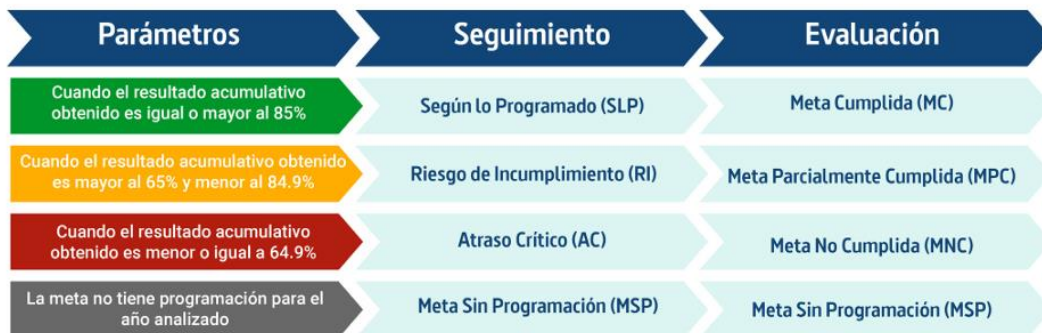 Parámetros
Seguimiento
Evaluación
Cuando el resultado acumulativo
obtenido es igual o mayor al 85%
Según lo Programado (SLP)
Meta Cumplida (MC)
Cuando el resultado acumulativo obtenido
es mayor al 65% y menor al 84.9%
Riesgo de Incumplimiento (RI)
Meta Parcialmente Cumplida (MPC)
Cuando el resultado acumulativo
obtenido es menor o igual a 64.9%
Atraso Crítico (AC)
Meta No Cumplida (MNC)
La meta no tiene programación para el
año analizado
Meta Sin Programación (MSP)
Meta Sin Programación (MSP)